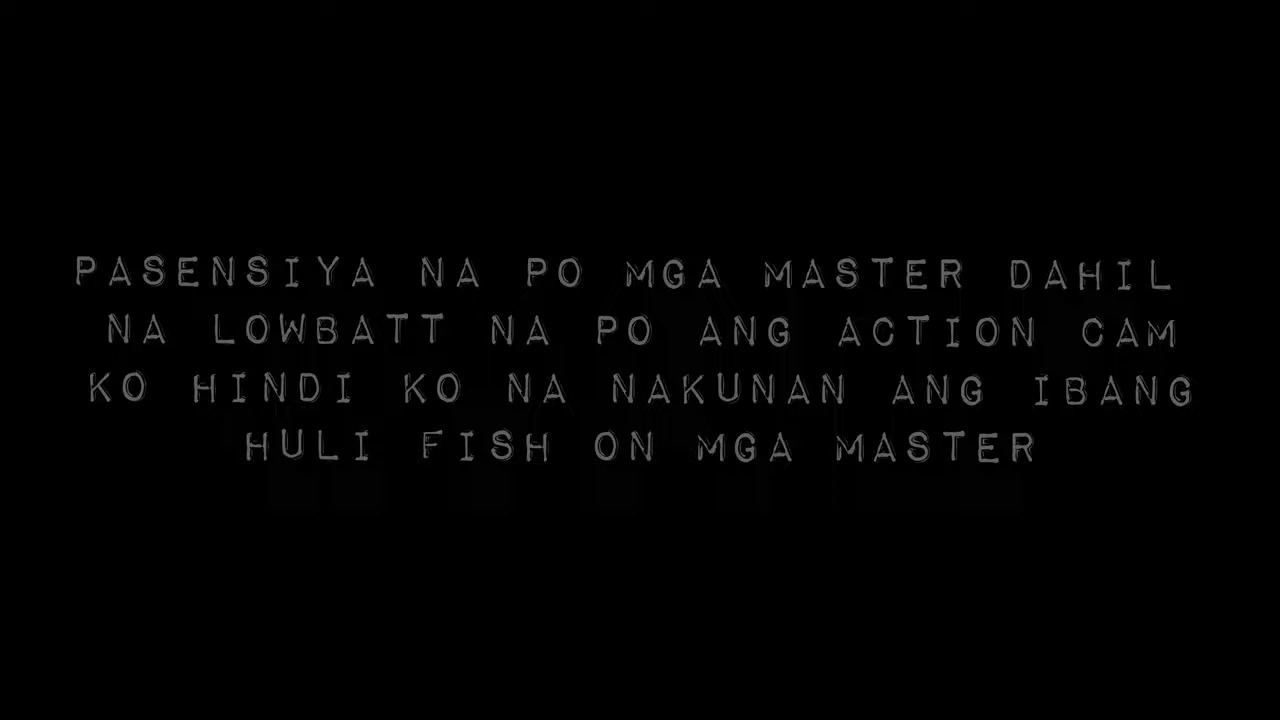 PASENSIYA NA PO MGA MASTER DAHIL
NA LOWBATT NA PO ANG ACTION CAM
KO HINDI KO NA NAKUNAN ANG IBANG
HULI FISH ON MGA MASTER